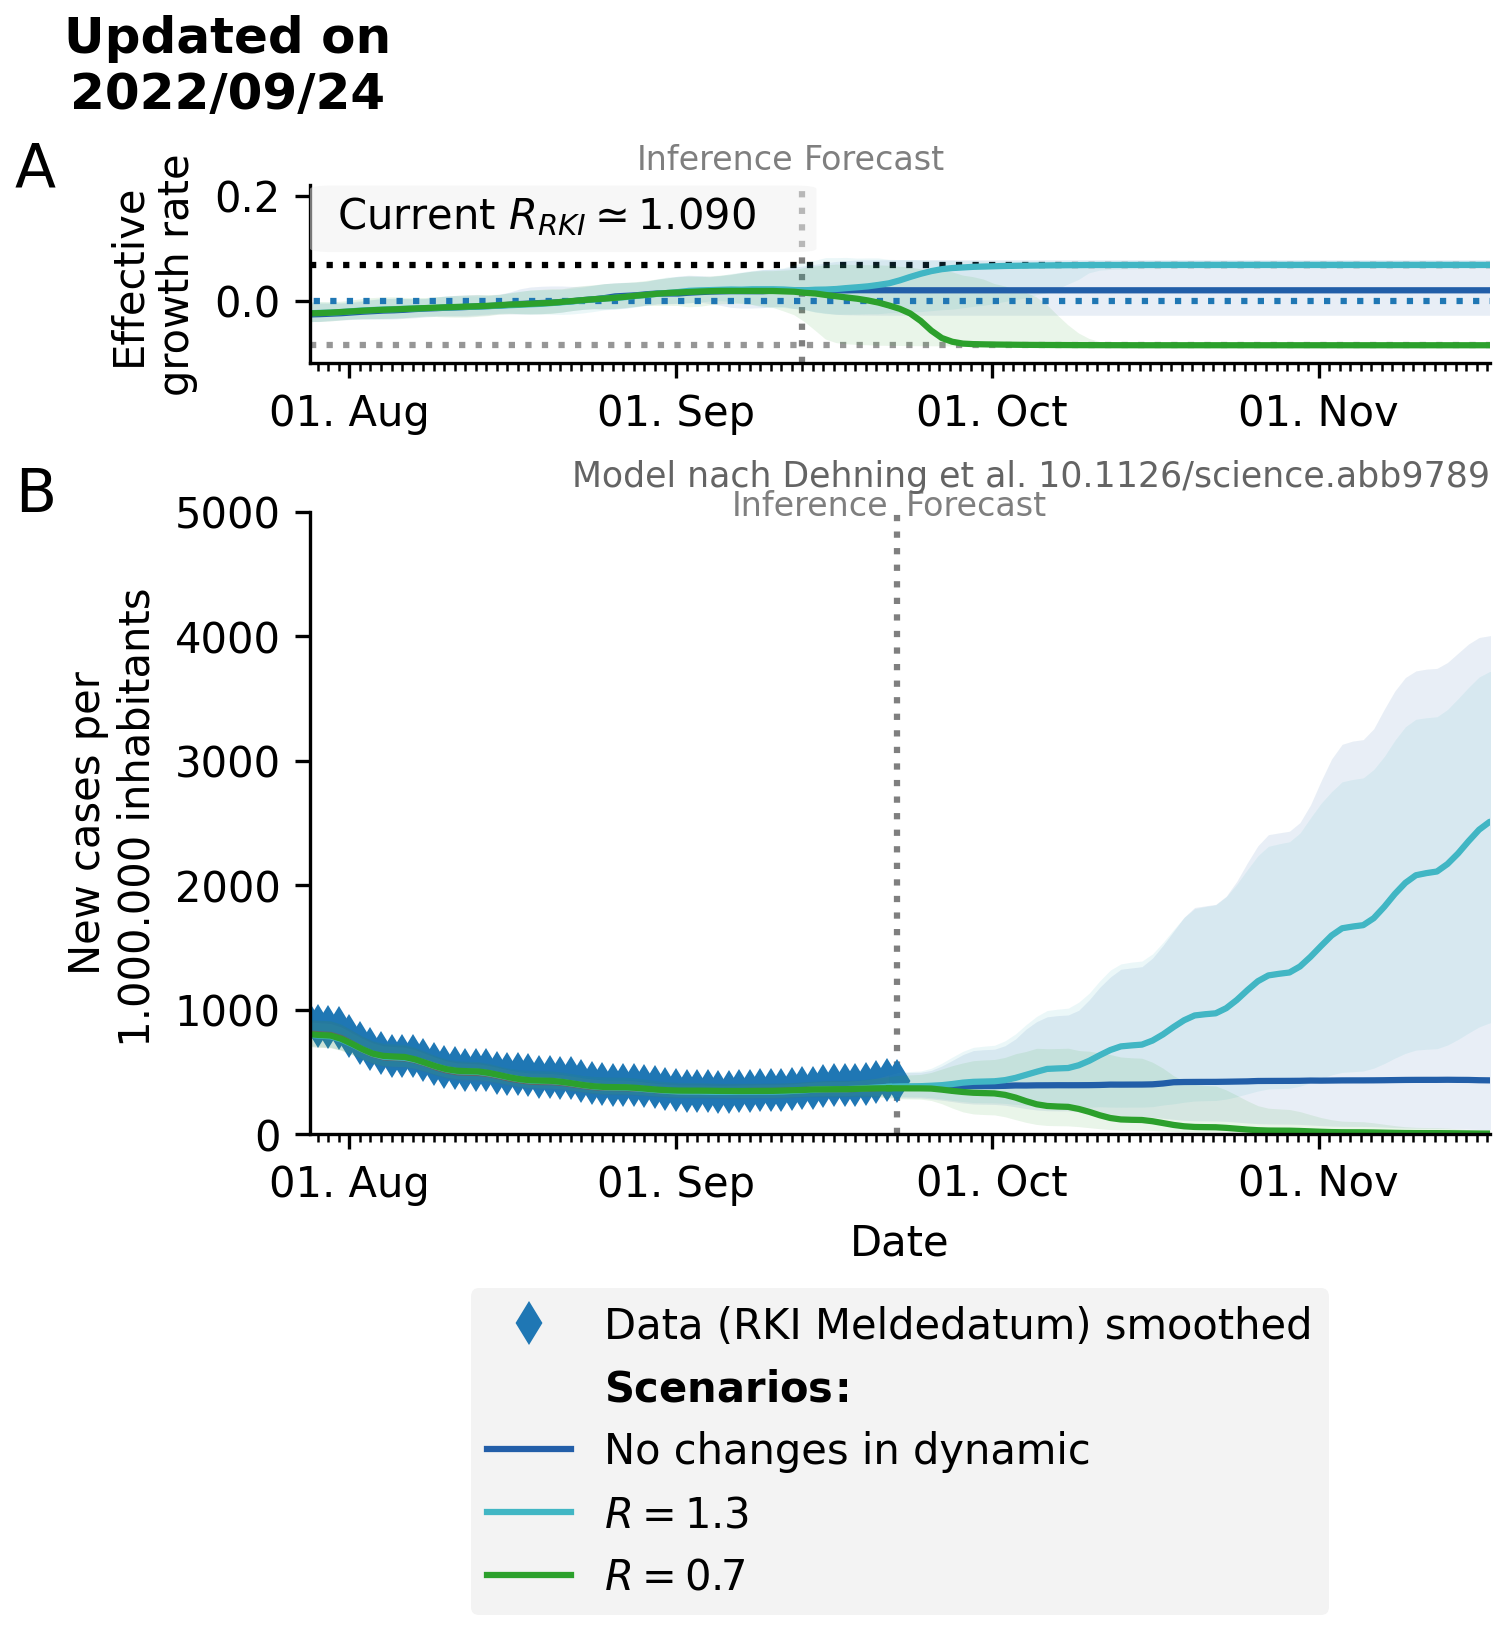 Updated on
2022/09/24
A
Inference Forecast
Current R_RKI ≃ 1.090
Effective
growth rate
0.2
0.0
01. Aug 01. Sep 01. Oct 01. Nov
Model nach Dehning et al. 10.1126/science.abb9789
B
Inference Forecast
New cases per
1.000.000 inhabitants
5000
4000
3000
2000
1000
0
01. Aug 01. Sep 01. Oct 01. Nov
Date
Data (RKI Meldedatum) smoothed
Scenarios:
No changes in dynamic
R = 1.3
R = 0.7